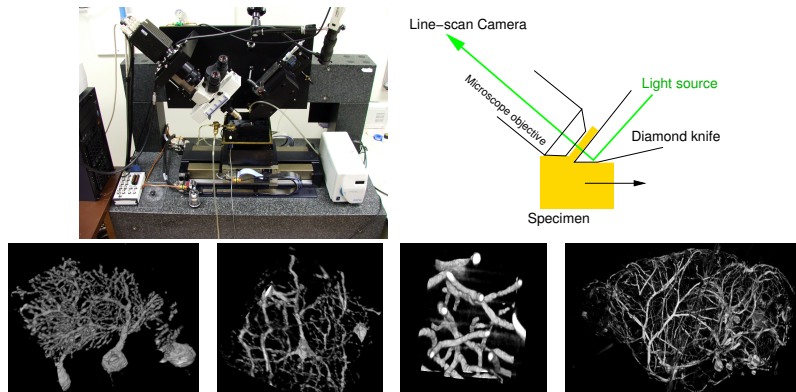 Line−scan Camera
Light source
Microscope objective
Diamond knife
Specimen